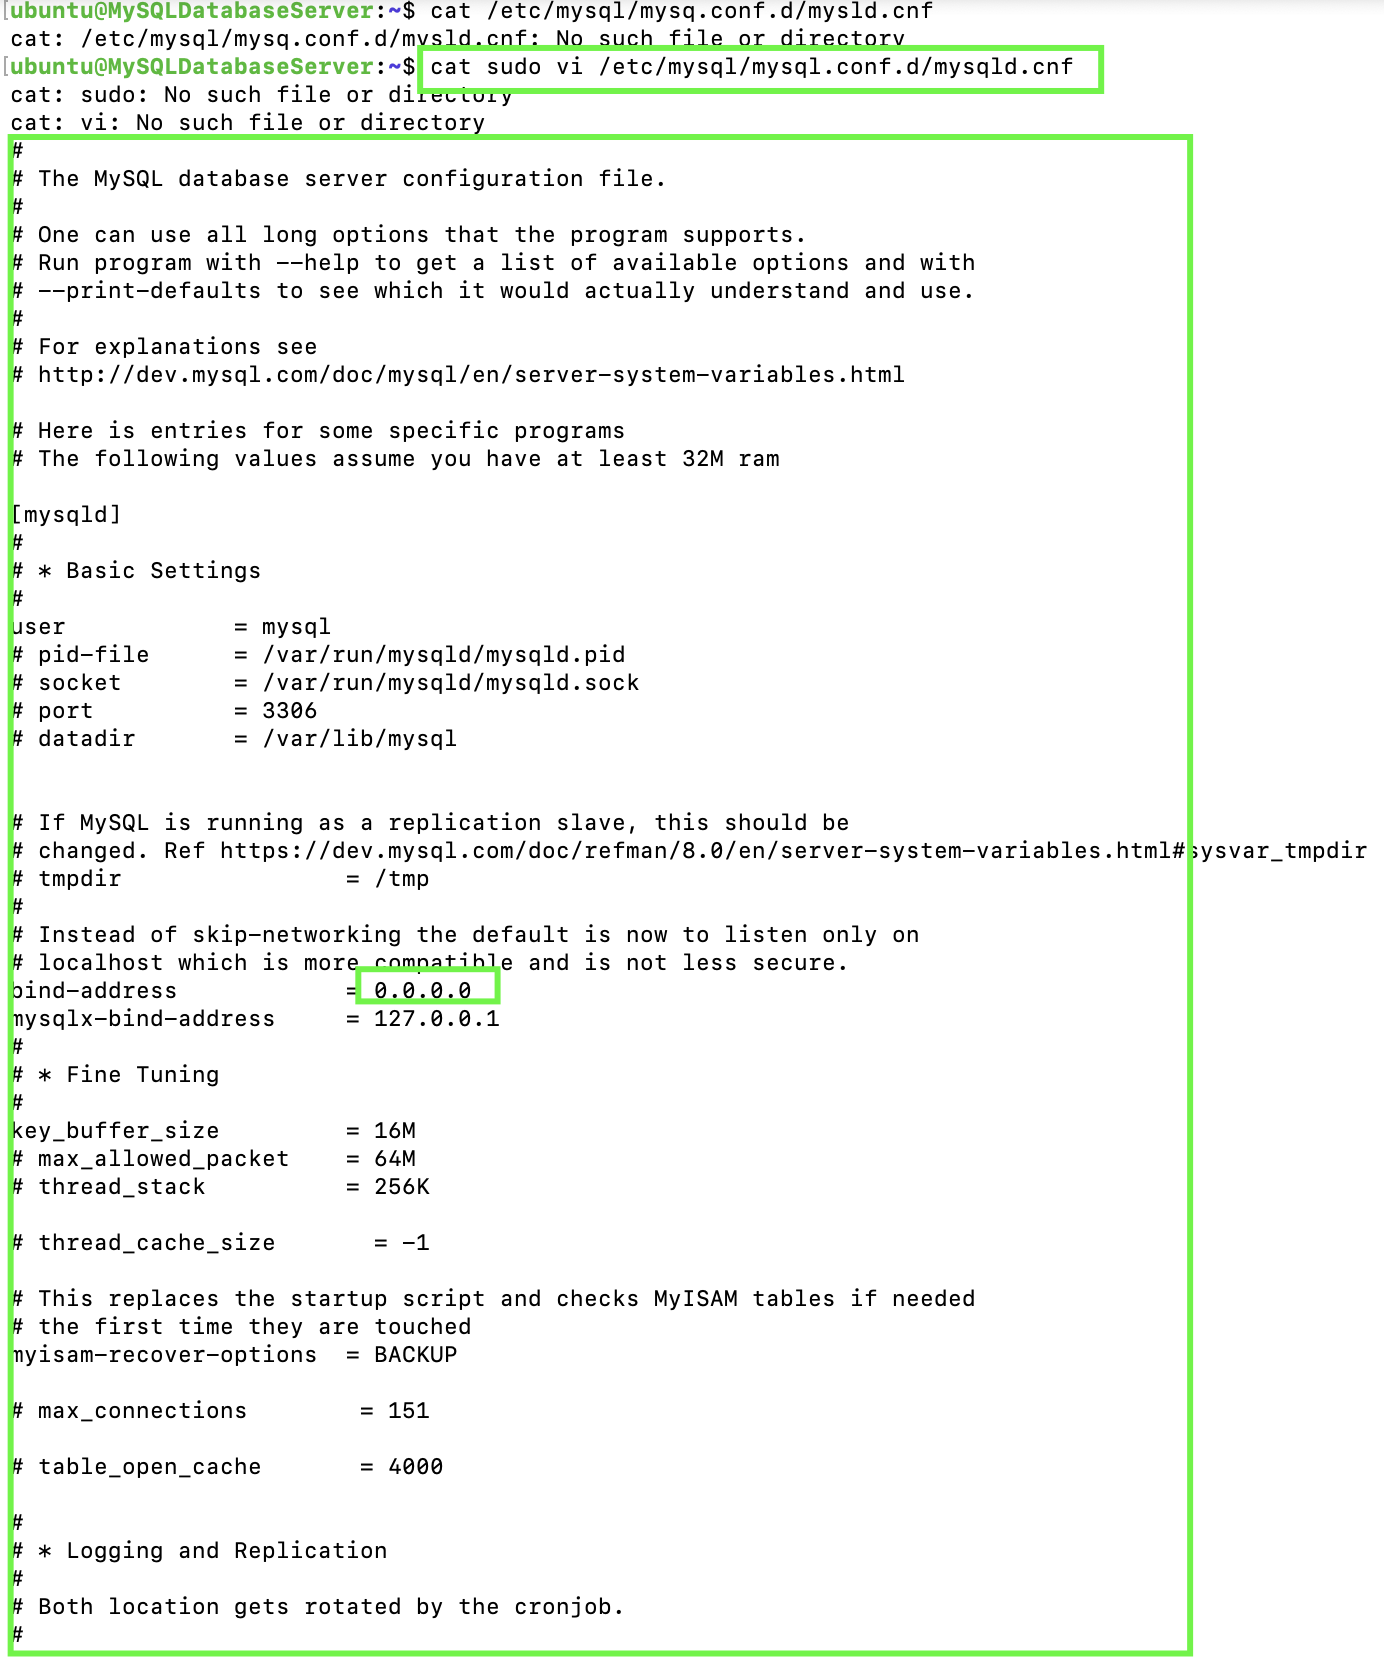 [ubuntu@MySQLDatabaseServer:~$ cat /etc/mysql/mysq.conf.d/mysld.cnf
cat: /etc/mysql/mysq.conf.d/mysld.cnf: No such file or directory
[ubuntu@MySQLDatabaseServer:~$ cat sudo vi /etc/mysql/mysql.conf.d/mysqld.cnf
cat: sudo: No such file or directory
cat: vi: No such file or directory
#
# The MySQL database server configuration file.
#
# One can use all long options that the program supports.
# Run program with --help to get a list of available options and with
# --print-defaults to see which it would actually understand and use.
#
# For explanations see
# http://dev.mysql.com/doc/mysql/en/server-system-variables.html

# Here is entries for some specific programs
# The following values assume you have at least 32M ram

[mysqld]
#
# * Basic Settings
#
user            = mysql
# pid-file      = /var/run/mysqld/mysqld.pid
# socket        = /var/run/mysqld/mysqld.sock
# port          = 3306
# datadir       = /var/lib/mysql


# If MySQL is running as a replication slave, this should be
# changed. Ref https://dev.mysql.com/doc/refman/8.0/en/server-system-variables.html#sysvar_tmpdir
# tmpdir                = /tmp
#
# Instead of skip-networking the default is now to listen only on
# localhost which is more compatible and is not less secure.
bind-address            = 0.0.0.0
mysqlx-bind-address     = 127.0.0.1
#
# * Fine Tuning
#
key_buffer_size         = 16M
# max_allowed_packet    = 64M
# thread_stack          = 256K

# thread_cache_size       = -1

# This replaces the startup script and checks MyISAM tables if needed
# the first time they are touched
myisam-recover-options  = BACKUP

# max_connections        = 151

# table_open_cache       = 4000

#
# * Logging and Replication
#
# Both location gets rotated by the cronjob.
#